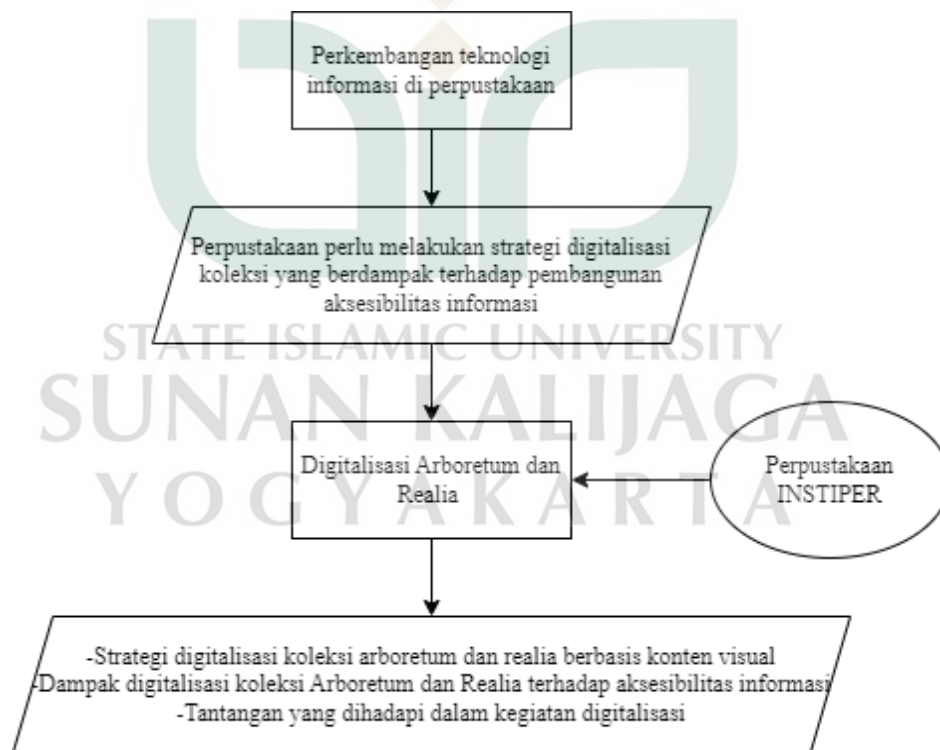 Perkembangan teknologi
informasi di perpustakaan
Perpustakaan perlu melakukan strategi digitalisasi
koleksi yang berdampak terhadap pembangunan
aksesibilitas informasi
STATE ISLAMIC UNIVERSITY
SUNAN KALIJAGA
YOGYAKARTA
Digitalisasi Arboretum dan
Realia
Perpustakaan
INSTIPER
-Strategi digitalisasi koleksi arboretum dan realia berbasis konten visual
-Dampak digitalisasi koleksi Arboretum dan Realia terhadap aksesibilitas informasi
-Tantangan yang dihadapi dalam kegiatan digitalisasi